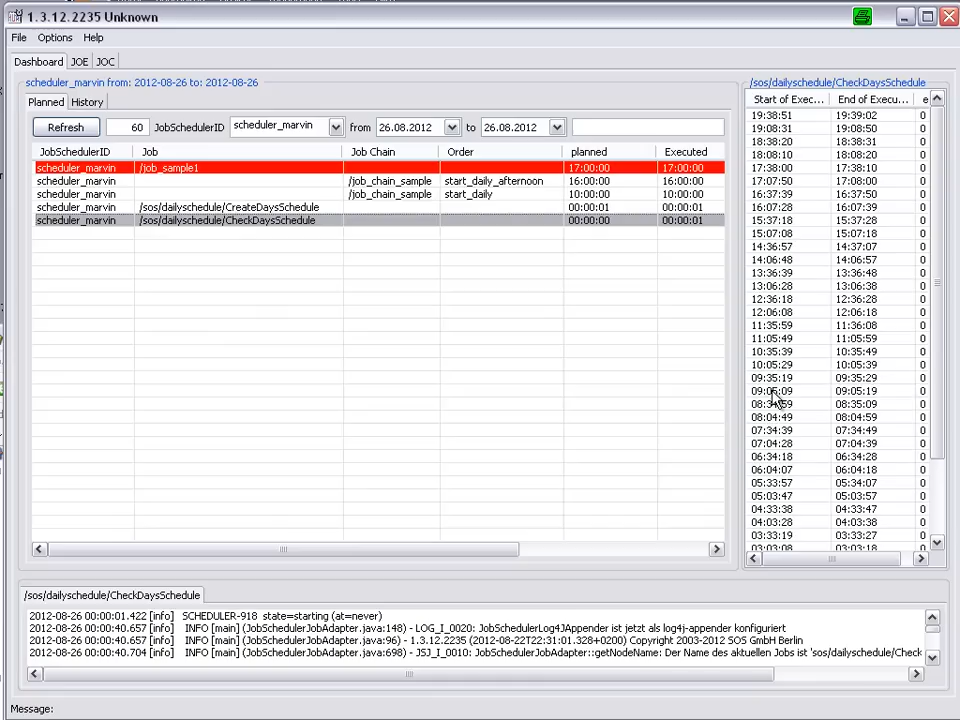 1.3.12.2235 Unknown
File Options Help
Dashboard JOE JOC
scheduler_marvin from: 2012-08-26 to: 2012-08-26
Planned History
Refresh 60 JobSchedulerID scheduler_marvin from 26.08.2012 to 26.08.2012
JobSchedulerID Job Job Chain Order planned Executed
scheduler_marvin /job_sample1 17:00:00 17:00:00
scheduler_marvin /job_chain_sample start_daily_afternoon 16:00:00 16:00:00
scheduler_marvin /job_chain_sample start_daily 10:00:00 10:00:00
scheduler_marvin /sos/dailyschedule/CreateDaysSchedule 00:00:00 00:00:01
scheduler_marvin /sos/dailyschedule/CheckDaysSchedule 00:00:00 00:00:01
/sos/dailyschedule/CheckDaysSchedule
Start of Exec... End of Execu... e
19:38:51 19:39:02 0
19:08:31 19:08:50 0
18:38:20 18:38:31 0
18:08:10 18:08:20 0
17:38:00 17:38:10 0
17:07:50 17:08:00 0
16:37:39 16:37:50 0
16:07:28 16:07:39 0
15:37:18 15:37:28 0
15:07:08 15:07:18 0
14:36:57 14:37:07 0
14:06:48 14:06:57 0
13:36:39 13:36:48 0
13:06:28 13:06:38 0
12:36:18 12:36:28 0
12:06:08 12:06:18 0
11:35:59 11:36:08 0
11:05:49 11:05:59 0
10:35:39 10:35:49 0
10:05:29 10:05:39 0
09:35:19 09:35:29 0
09:05:09 09:05:19 0
08:34:59 08:35:09 0
08:04:49 08:04:59 0
07:34:39 07:34:49 0
07:04:28 07:04:39 0
06:34:18 06:34:28 0
06:04:07 06:04:18 0
05:33:57 05:34:07 0
05:03:47 05:03:57 0
04:33:38 04:33:47 0
04:03:28 04:03:38 0
03:33:19 03:33:27 0
03:03:08 03:03:18 0
/sos/dailyschedule/CheckDaysSchedule
2012-08-26 00:00:01.422 [info] SCHEDULER-918 state=starting (at=never)
2012-08-26 00:00:40.657 [info] INFO [main] (JobSchedulerJobAdapter.java:148) - LOG_I_0020: JobSchedulerLog4JAppender ist jetzt als log4j-appender konfiguriert
2012-08-26 00:00:40.657 [info] INFO [main] (JobSchedulerJobAdapter.java:96) - 1.3.12.2235 (2012-08-22T22:31:01.328+0200) Copyright 2003-2012 SOS GmbH Berlin
2012-08-26 00:00:40.704 [info] INFO [main] (JobSchedulerJobAdapter.java:698) - JSJ_I_0010: JobSchedulerJobAdapter::getNodeName: Der Name des aktuellen Jobs ist 'sos/dailyschedule/Check
Message: